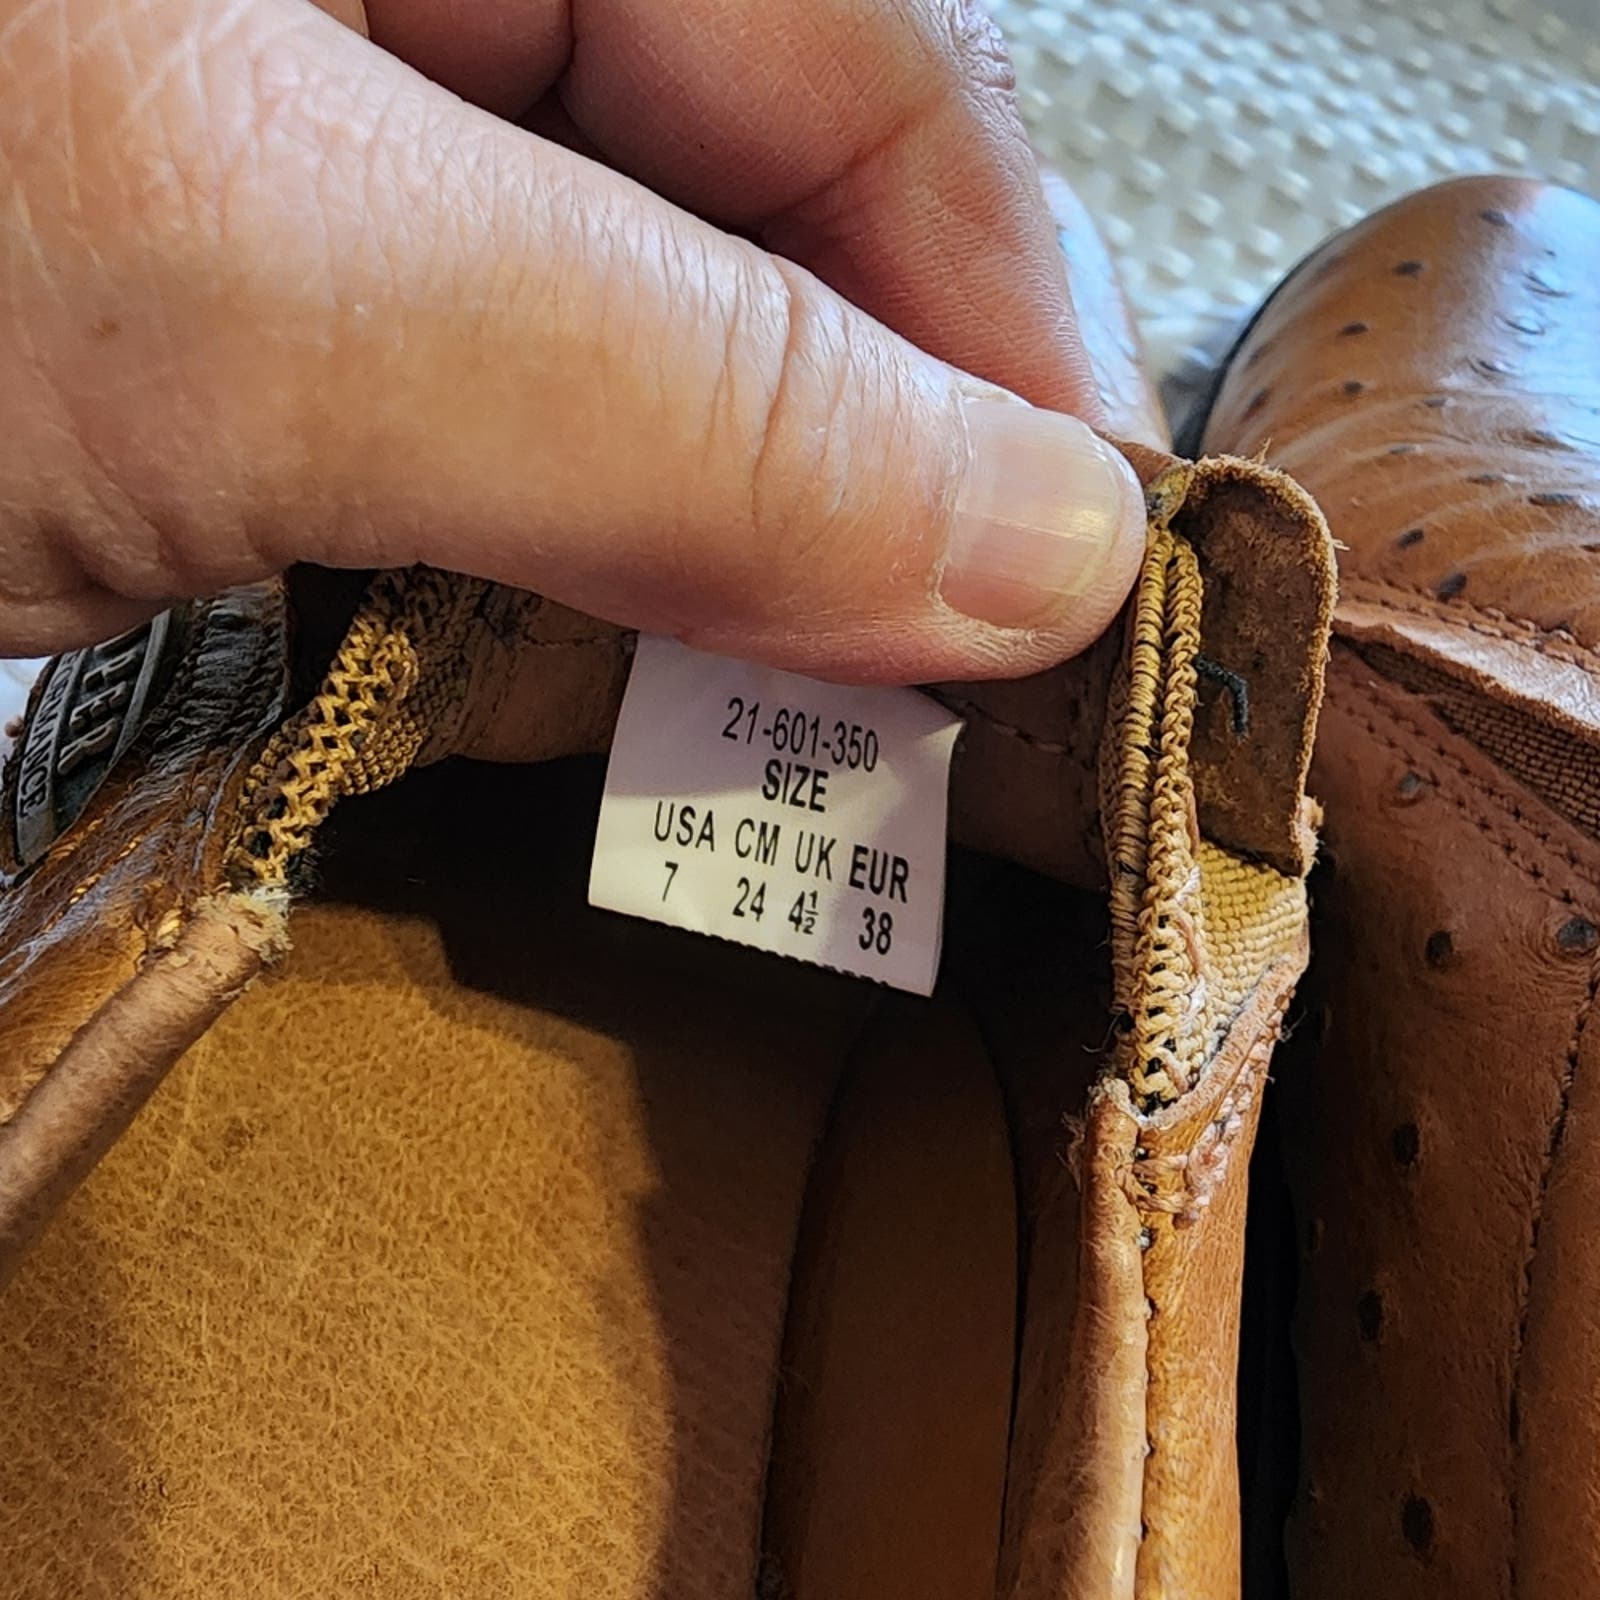 21-601-350
SIZE
USA CM UK EUR
7 24 4½ 38